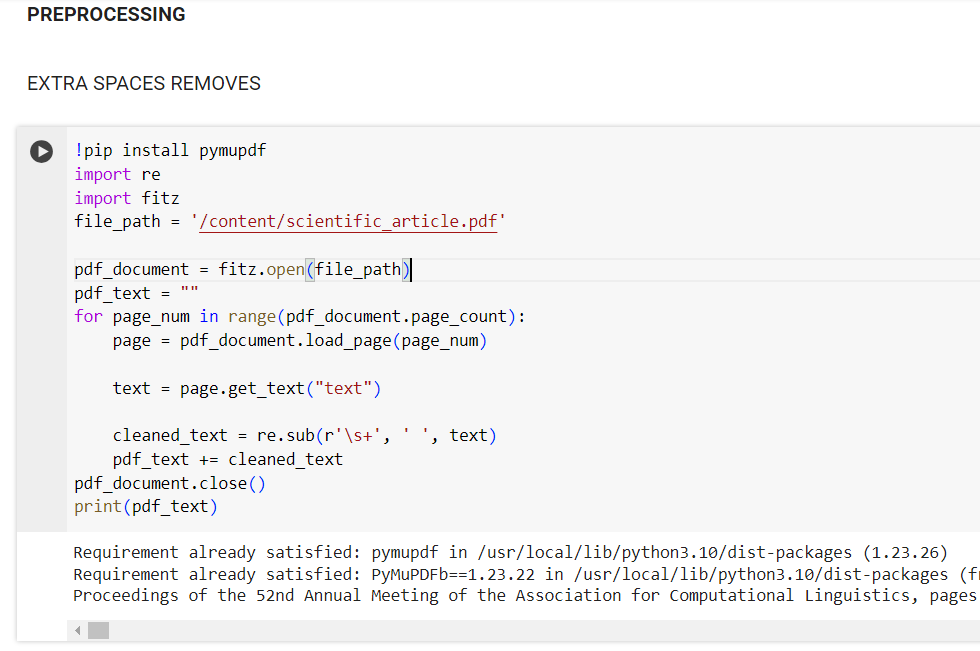 PREPROCESSING
EXTRA SPACES REMOVES
!pip install pymupdf
import re
import fitz
file_path = '/content/scientific_article.pdf'
pdf_document = fitz.open(file_path)
pdf_text = ""
for page_num in range(pdf_document.page_count):
    page = pdf_document.load_page(page_num)
    text = page.get_text("text")
    cleaned_text = re.sub(r'\s+', ' ', text)
    pdf_text += cleaned_text
pdf_document.close()
print(pdf_text)
Requirement already satisfied: pymupdf in /usr/local/lib/python3.10/dist-packages (1.23.26)
Requirement already satisfied: PyMuPDFb==1.23.22 in /usr/local/lib/python3.10/dist-packages
Proceedings of the 52nd Annual Meeting of the Association for Computational Linguistics, pages